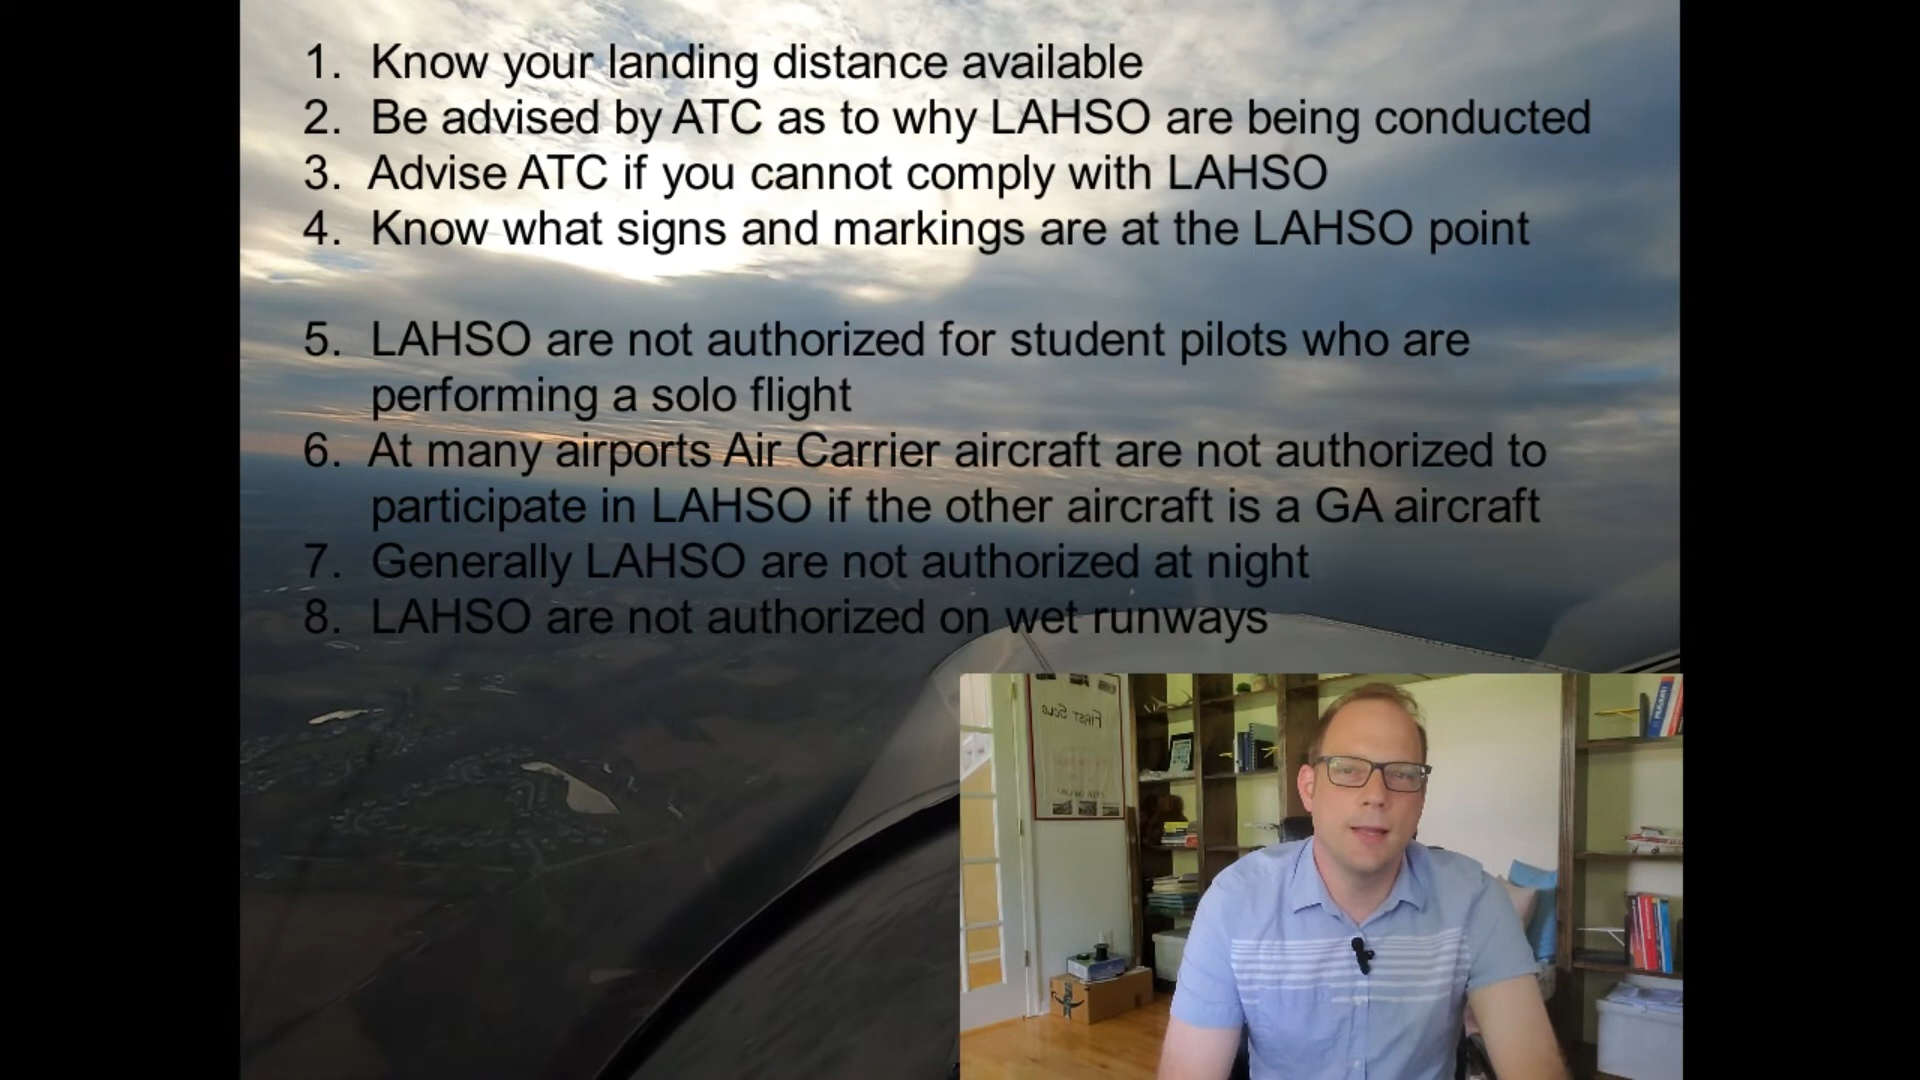 1. Know your landing distance available
2. Be advised by ATC as to why LAHSO are being conducted
3. Advise ATC if you cannot comply with LAHSO
4. Know what signs and markings are at the LAHSO point
5. LAHSO are not authorized for student pilots who are
performing a solo flight
6. At many airports Air Carrier aircraft are not authorized to
participate in LAHSO if the other aircraft is a GA aircraft
7. Generally LAHSO are not authorized at night
8. LAHSO are not authorized on wet runways
First Solo